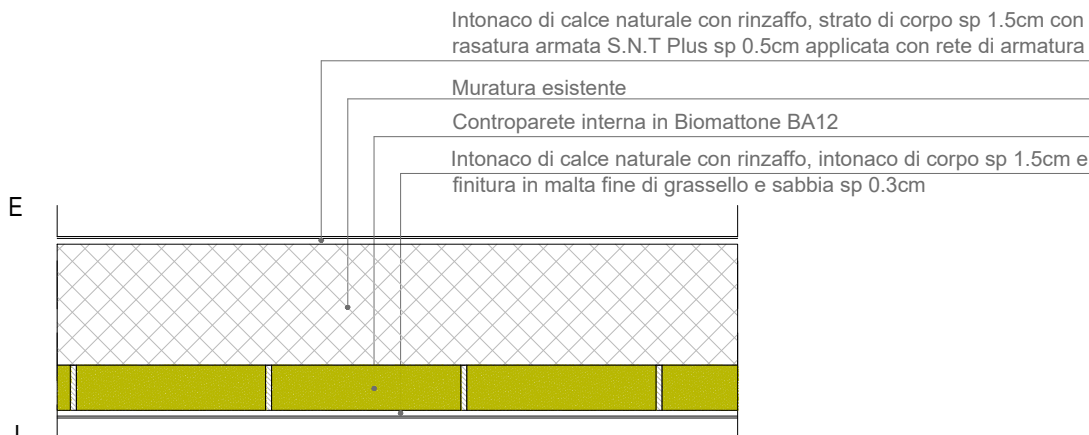 Intonaco di calce naturale con rinzaffo, strato di corpo sp 1.5cm con
rasatura armata S.N.T Plus sp 0.5cm applicata con rete di armatura
Muratura esistente
Controparete interna in Biomattone BA12
Intonaco di calce naturale con rinzaffo, intonaco di corpo sp 1.5cm e
finitura in malta fine di grassello e sabbia sp 0.3cm
E